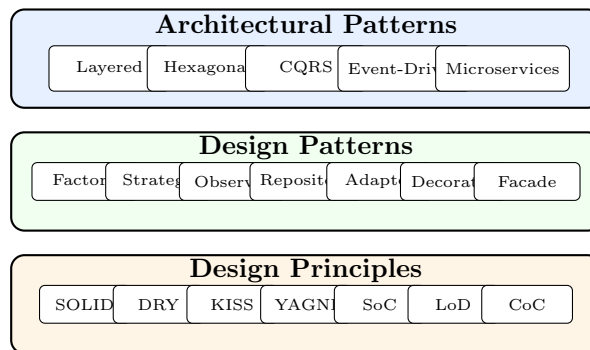 Architectural Patterns
Layered Hexagona CQRS Event-Driv Microservices
Design Patterns
Factor Strateg Observ Reposit Adapt Decorat Facade
Design Principles
SOLID DRY KISS YAGNI SoC LoD CoC